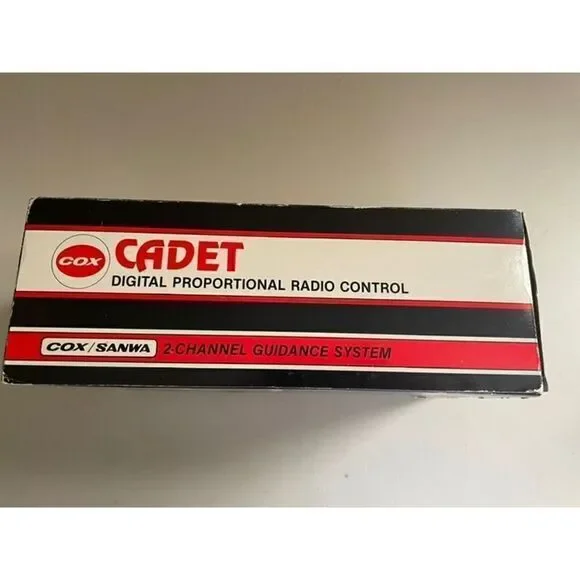 COX
CADET
DIGITAL PROPORTIONAL RADIO CONTROL
COX/SANWA 2-CHANNEL GUIDANCE SYSTEM